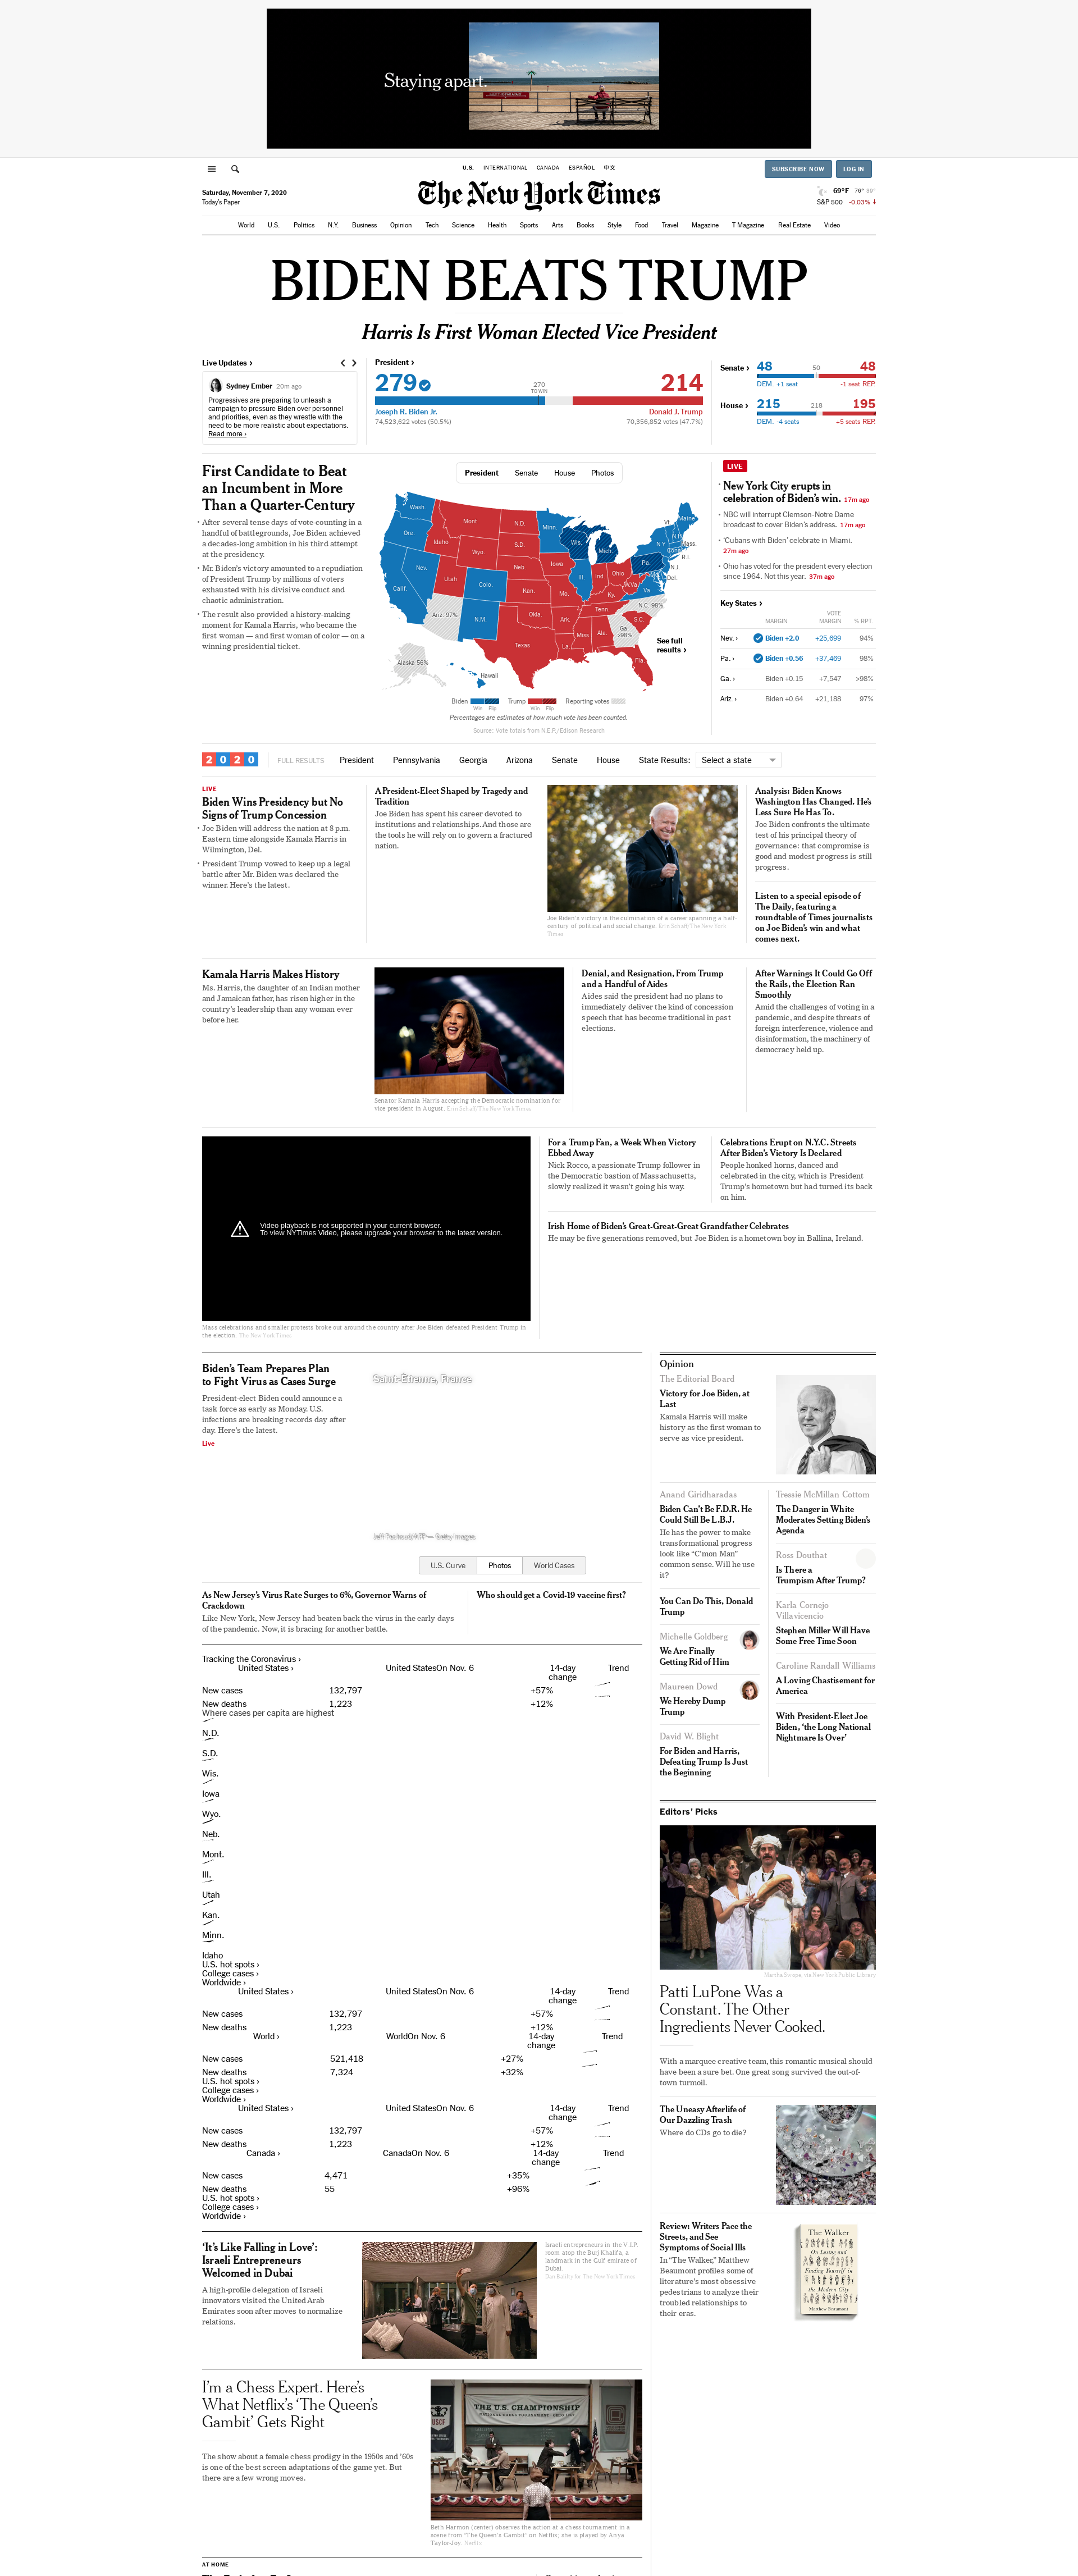 Staying apart.
U.S. INTERNATIONAL CANADA ESPAÑOL 中文
SUBSCRIBE NOW LOG IN
Saturday, November 7, 2020
Today's Paper
The New York Times
69°F 76° 39°
S&P 500 -0.03% ↓
World U.S. Politics N.Y. Business Opinion Tech Science Health Sports Arts Books Style Food Travel Magazine T Magazine Real Estate Video
BIDEN BEATS TRUMP
Harris Is First Woman Elected Vice President
Live Updates ›
Sydney Ember 20m ago
Progressives are preparing to unleash a
campaign to pressure Biden over personnel
and priorities, even as they wrestle with the
need to be more realistic about expectations.
Read more ›
President ›
279
270
TO WIN
214
Joseph R. Biden Jr.
Donald J. Trump
74,523,622 votes (50.5%)
70,356,852 votes (47.7%)
Senate › 48 50 48
DEM. +1 seat -1 seat REP.
House › 215 218 195
DEM. -4 seats +5 seats REP.
First Candidate to Beat
an Incumbent in More
Than a Quarter-Century
After several tense days of vote-counting in a
handful of battlegrounds, Joe Biden achieved
a decades-long ambition in his third attempt
at the presidency.
Mr. Biden's victory amounted to a repudiation
of President Trump by millions of voters
exhausted with his divisive conduct and
chaotic administration.
The result also provided a history-making
moment for Kamala Harris, who became the
first woman — and first woman of color — on a
winning presidential ticket.
President Senate House Photos
Wash.
Ore.
Calif.
Nev.
Idaho
Mont.
Wyo.
Utah
Colo.
Ariz. 97%
N.M.
N.D.
S.D.
Neb.
Kan.
Okla.
Texas
Minn.
Iowa
Mo.
Ark.
La.
Wis.
Ill.
Mich.
Ind.
Ohio
Ky.
Tenn.
Miss.
Ala.
Ga.
>98%
Fla.
S.C.
N.C. 98%
Va.
W.Va.
Pa.
N.Y.
Vt.
N.H.
Maine
Mass.
Conn.
R.I.
N.J.
Del.
Alaska 56%
Hawaii
See full
results ›
Biden Trump Reporting votes
Win Flip Win Flip
Percentages are estimates of how much vote has been counted.
Source: Vote totals from N.E.P./Edison Research
LIVE
New York City erupts in
celebration of Biden's win. 17m ago
NBC will interrupt Clemson-Notre Dame
broadcast to cover Biden's address. 17m ago
'Cubans with Biden' celebrate in Miami.
27m ago
Ohio has voted for the president every election
since 1964. Not this year. 37m ago
Key States ›
MARGIN VOTE MARGIN % RPT.
Nev. › Biden +2.0 +25,699 94%
Pa. › Biden +0.56 +37,469 98%
Ga. › Biden +0.15 +7,547 >98%
Ariz. › Biden +0.64 +21,188 97%
2020 FULL RESULTS President Pennsylvania Georgia Arizona Senate House State Results: Select a state
LIVE
Biden Wins Presidency but No
Signs of Trump Concession
Joe Biden will address the nation at 8 p.m.
Eastern time alongside Kamala Harris in
Wilmington, Del.
President Trump vowed to keep up a legal
battle after Mr. Biden was declared the
winner. Here's the latest.
A President-Elect Shaped by Tragedy and
Tradition
Joe Biden has spent his career devoted to
institutions and relationships. And those are
the tools he will rely on to govern a fractured
nation.
Joe Biden's victory is the culmination of a career spanning a half-
century of political and social change. Erin Schaff/The New York
Times
Analysis: Biden Knows
Washington Has Changed. He's
Less Sure He Has To.
Joe Biden confronts the ultimate
test of his principal theory of
governance: that compromise is
good and modest progress is still
progress.
Listen to a special episode of
The Daily, featuring a
roundtable of Times journalists
on Joe Biden's win and what
comes next.
Kamala Harris Makes History
Ms. Harris, the daughter of an Indian mother
and Jamaican father, has risen higher in the
country's leadership than any woman ever
before her.
Senator Kamala Harris accepting the Democratic nomination for
vice president in August. Erin Schaff/The New York Times
Denial, and Resignation, From Trump
and a Handful of Aides
Aides said the president had no plans to
immediately deliver the kind of concession
speech that has become traditional in past
elections.
After Warnings It Could Go Off
the Rails, the Election Ran
Smoothly
Amid the challenges of voting in a
pandemic, and despite threats of
foreign interference, violence and
disinformation, the machinery of
democracy held up.
Video playback is not supported in your current browser.
To view NYTimes Video, please upgrade your browser to the latest version.
Mass celebrations and smaller protests broke out around the country after Joe Biden defeated President Trump in
the election. The New York Times
For a Trump Fan, a Week When Victory
Ebbed Away
Nick Rocco, a passionate Trump follower in
the Democratic bastion of Massachusetts,
slowly realized it wasn't going his way.
Celebrations Erupt on N.Y.C. Streets
After Biden's Victory Is Declared
People honked horns, danced and
celebrated in the city, which is President
Trump's hometown but had turned its back
on him.
Irish Home of Biden's Great-Great-Great Grandfather Celebrates
He may be five generations removed, but Joe Biden is a hometown boy in Ballina, Ireland.
Biden's Team Prepares Plan
to Fight Virus as Cases Surge
President-elect Biden could announce a
task force as early as Monday. U.S.
infections are breaking records day after
day. Here's the latest.
Live
Saint-Étienne, France
Jeff Pachoud/AFP — Getty Images
U.S. Curve Photos World Cases
As New Jersey's Virus Rate Surges to 6%, Governor Warns of
Crackdown
Like New York, New Jersey had beaten back the virus in the early days
of the pandemic. Now, it is bracing for another battle.
Who should get a Covid-19 vaccine first?
Tracking the Coronavirus ›
United States › United StatesOn Nov. 6 14-day change Trend
New cases 132,797 +57%
New deaths 1,223 +12%
Where cases per capita are highest
N.D.
S.D.
Wis.
Iowa
Wyo.
Neb.
Mont.
Ill.
Utah
Kan.
Minn.
Idaho
U.S. hot spots ›
College cases ›
Worldwide ›
United States › United StatesOn Nov. 6 14-day change Trend
New cases 132,797 +57%
New deaths 1,223 +12%
World › WorldOn Nov. 6 14-day change Trend
New cases 521,418 +27%
New deaths 7,324 +32%
U.S. hot spots ›
College cases ›
Worldwide ›
United States › United StatesOn Nov. 6 14-day change Trend
New cases 132,797 +57%
New deaths 1,223 +12%
Canada › CanadaOn Nov. 6 14-day change Trend
New cases 4,471 +35%
New deaths 55 +96%
U.S. hot spots ›
College cases ›
Worldwide ›
'It's Like Falling in Love':
Israeli Entrepreneurs
Welcomed in Dubai
A high-profile delegation of Israeli
innovators visited the United Arab
Emirates soon after moves to normalize
relations.
Israeli entrepreneurs in the V.I.P.
room atop the Burj Khalifa, a
landmark in the Gulf emirate of
Dubai.
Dan Balilty for The New York Times
I'm a Chess Expert. Here's
What Netflix's 'The Queen's
Gambit' Gets Right
The show about a female chess prodigy in the 1950s and '60s
is one of the best screen adaptations of the game yet. But
there are a few wrong moves.
USCF
THE U.S. CHAMPIONSHIP
Beth Harmon (center) observes the action at a chess tournament in a
scene from "The Queen's Gambit" on Netflix; she is played by Anya
Taylor-Joy. Netflix
AT HOME
Opinion
The Editorial Board
Victory for Joe Biden, at
Last
Kamala Harris will make
history as the first woman to
serve as vice president.
Anand Giridharadas
Biden Can't Be F.D.R. He
Could Still Be L.B.J.
He has the power to make
transformational progress
look like "C'mon Man"
common sense. Will he use
it?
You Can Do This, Donald
Trump
Michelle Goldberg
We Are Finally
Getting Rid of Him
Maureen Dowd
We Hereby Dump
Trump
David W. Blight
For Biden and Harris,
Defeating Trump Is Just
the Beginning
Tressie McMillan Cottom
The Danger in White
Moderates Setting Biden's
Agenda
Ross Douthat
Is There a
Trumpism After Trump?
Karla Cornejo
Villavicencio
Stephen Miller Will Have
Some Free Time Soon
Caroline Randall Williams
A Loving Chastisement for
America
With President-Elect Joe
Biden, 'the Long National
Nightmare Is Over'
Editors' Picks
Martha Swope, via New York Public Library
Patti LuPone Was a
Constant. The Other
Ingredients Never Cooked.
With a marquee creative team, this romantic musical should
have been a sure bet. One great song survived the out-of-
town turmoil.
The Uneasy Afterlife of
Our Dazzling Trash
Where do CDs go to die?
Review: Writers Pace the
Streets, and See
Symptoms of Social Ills
In "The Walker," Matthew
Beaumont profiles some of
literature's most obsessive
pedestrians to analyze their
troubled relationships to
their eras.
The Walker
On Losing and
Finding Yourself in
the Modern City
Matthew Beaumont